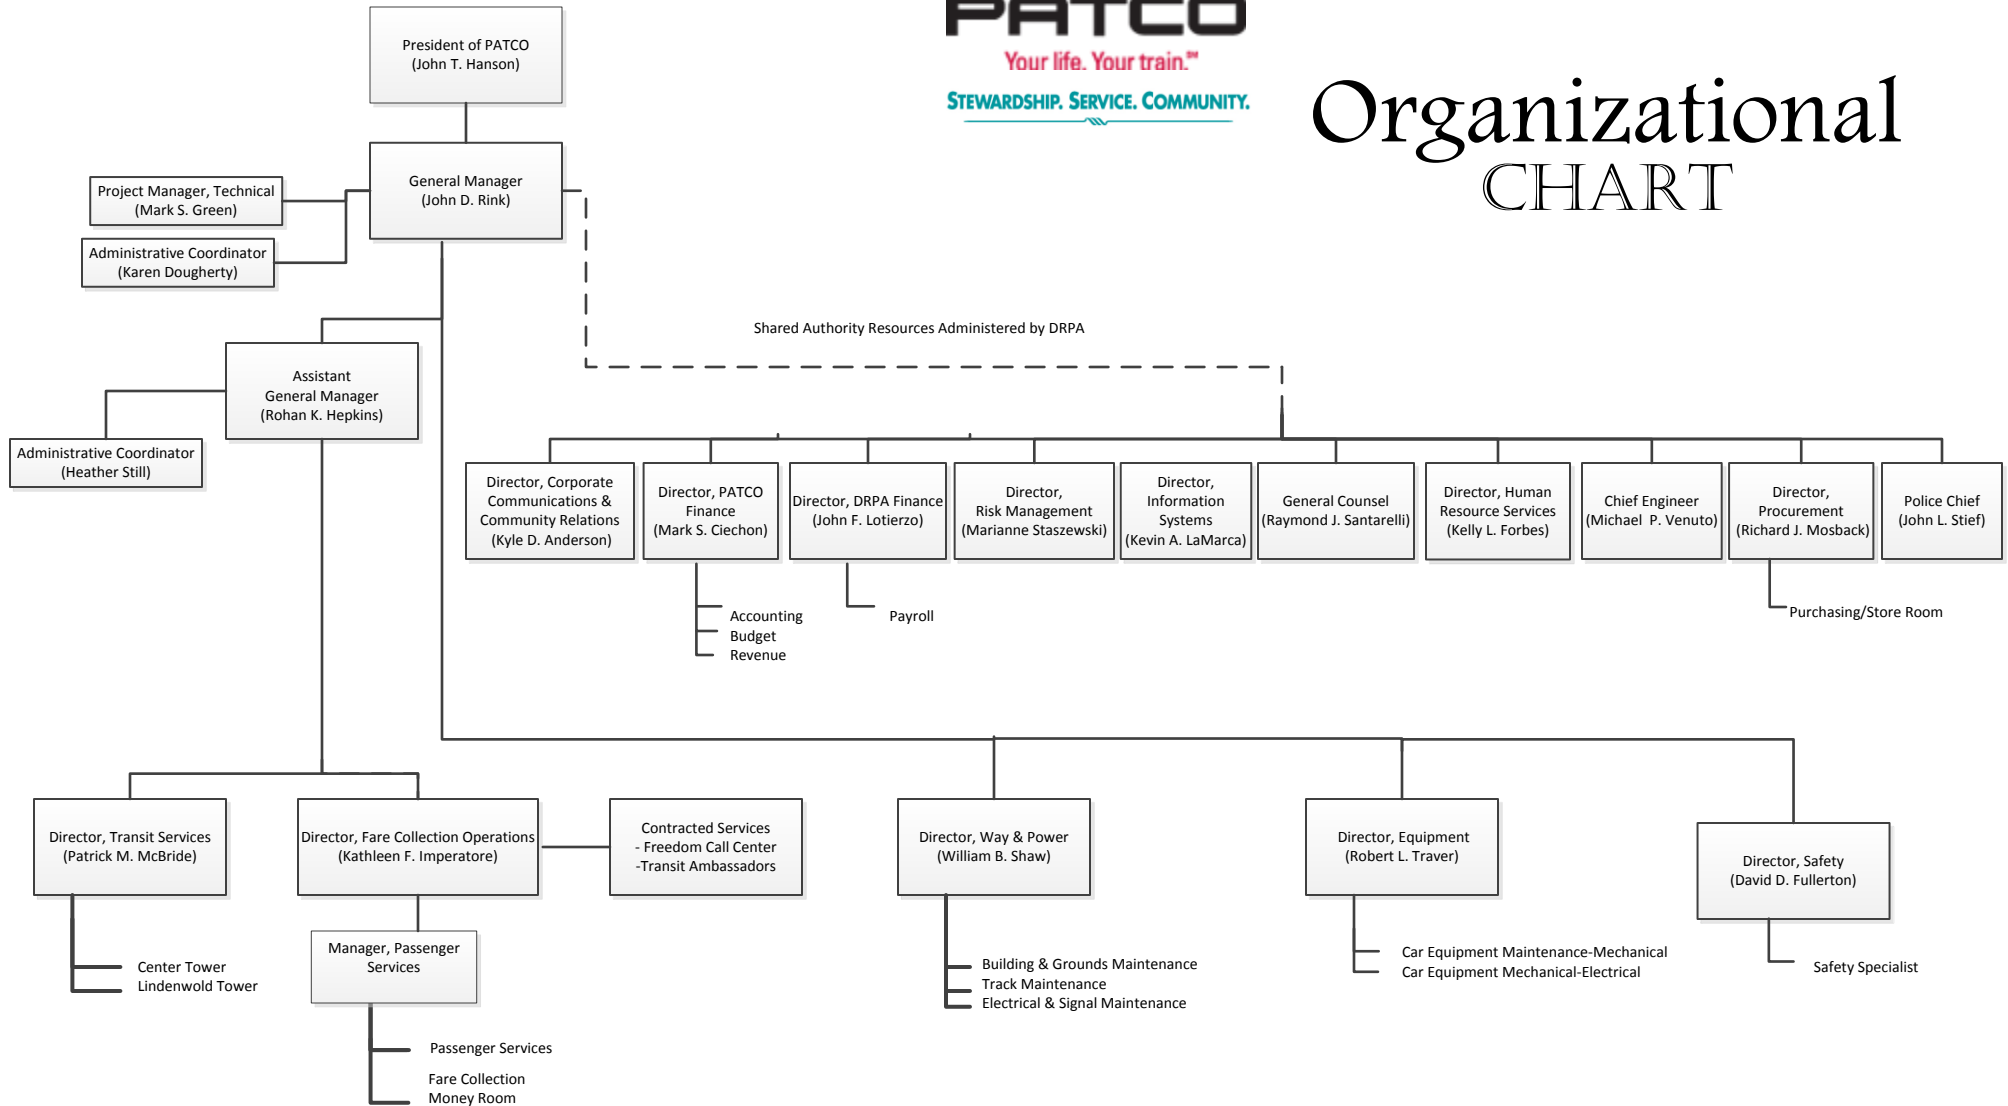 PATCO
Your life. Your train.℠
STEWARDSHIP. SERVICE. COMMUNITY.
Organizational
CHART
President of PATCO
(John T. Hanson)
General Manager
(John D. Rink)
Project Manager, Technical
(Mark S. Green)
Administrative Coordinator
(Karen Dougherty)
Shared Authority Resources Administered by DRPA
Assistant
General Manager
(Rohan K. Hepkins)
Administrative Coordinator
(Heather Still)
Director, Corporate
Communications &
Community Relations
(Kyle D. Anderson)
Director, PATCO
Finance
(Mark S. Ciechon)
Director, DRPA Finance
(John F. Lotierzo)
Director,
Risk Management
(Marianne Staszewski)
Director,
Information
Systems
(Kevin A. LaMarca)
General Counsel
(Raymond J. Santarelli)
Director, Human
Resource Services
(Kelly L. Forbes)
Chief Engineer
(Michael P. Venuto)
Director,
Procurement
(Richard J. Mosback)
Police Chief
(John L. Stief)
Accounting
Budget
Revenue
Payroll
Purchasing/Store Room
Director, Transit Services
(Patrick M. McBride)
Director, Fare Collection Operations
(Kathleen F. Imperatore)
Contracted Services
- Freedom Call Center
-Transit Ambassadors
Director, Way & Power
(William B. Shaw)
Director, Equipment
(Robert L. Traver)
Director, Safety
(David D. Fullerton)
Center Tower
Lindenwold Tower
Manager, Passenger
Services
Building & Grounds Maintenance
Track Maintenance
Electrical & Signal Maintenance
Car Equipment Maintenance-Mechanical
Car Equipment Mechanical-Electrical
Safety Specialist
Passenger Services
Fare Collection
Money Room